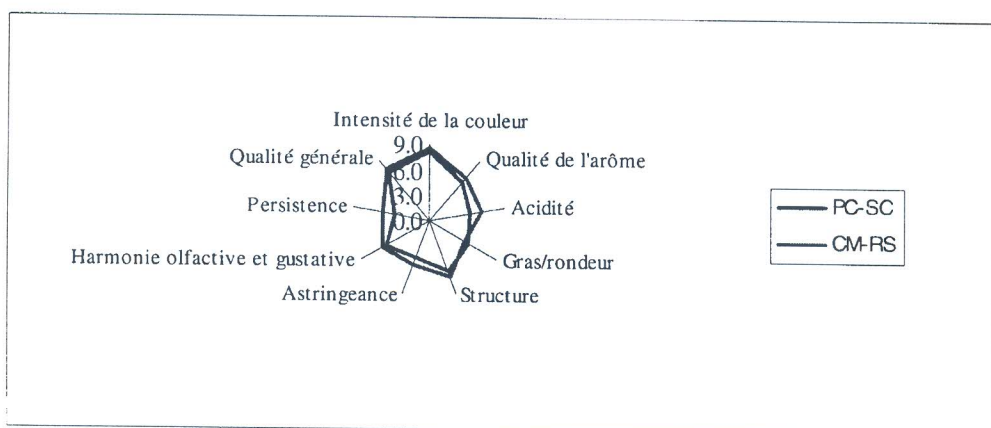 Intensité de la couleur
9.0
Qualité générale
Qualité de l'arôme
6.0
Persistence
3.0
Acidité
0.0
PC-SC
CM-RS
Harmonie olfactive et gustative
Gras/rondeur
Astringeance
Structure